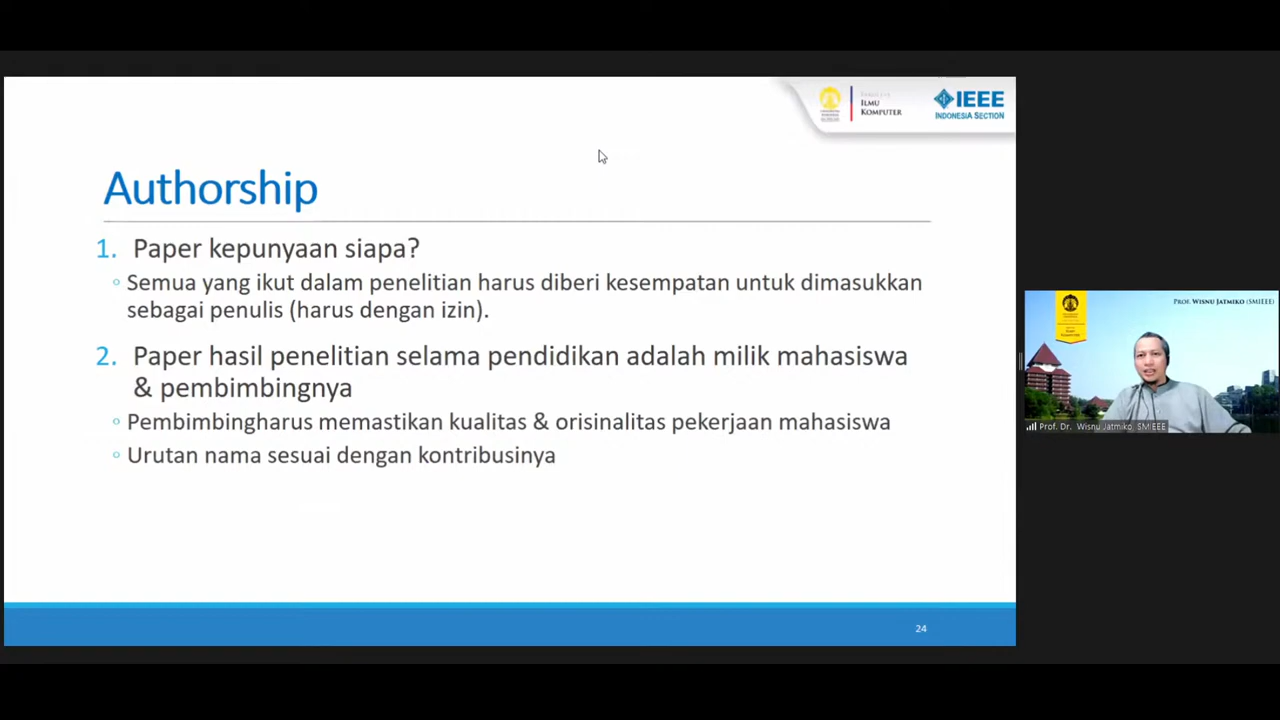 ILMU
KOMPUTER
IEEE
INDONESIA SECTION
Authorship
1. Paper kepunyaan siapa?
Semua yang ikut dalam penelitian harus diberi kesempatan untuk dimasukkan
sebagai penulis (harus dengan izin).
2. Paper hasil penelitian selama pendidikan adalah milik mahasiswa
& pembimbingnya
Pembimbingharus memastikan kualitas & orisinalitas pekerjaan mahasiswa
Urutan nama sesuai dengan kontribusinya
24
PROF. WISNU JATMIKO (SMIEEE)
Prof. Dr. Wisnu Jatmiko, SMIEEE